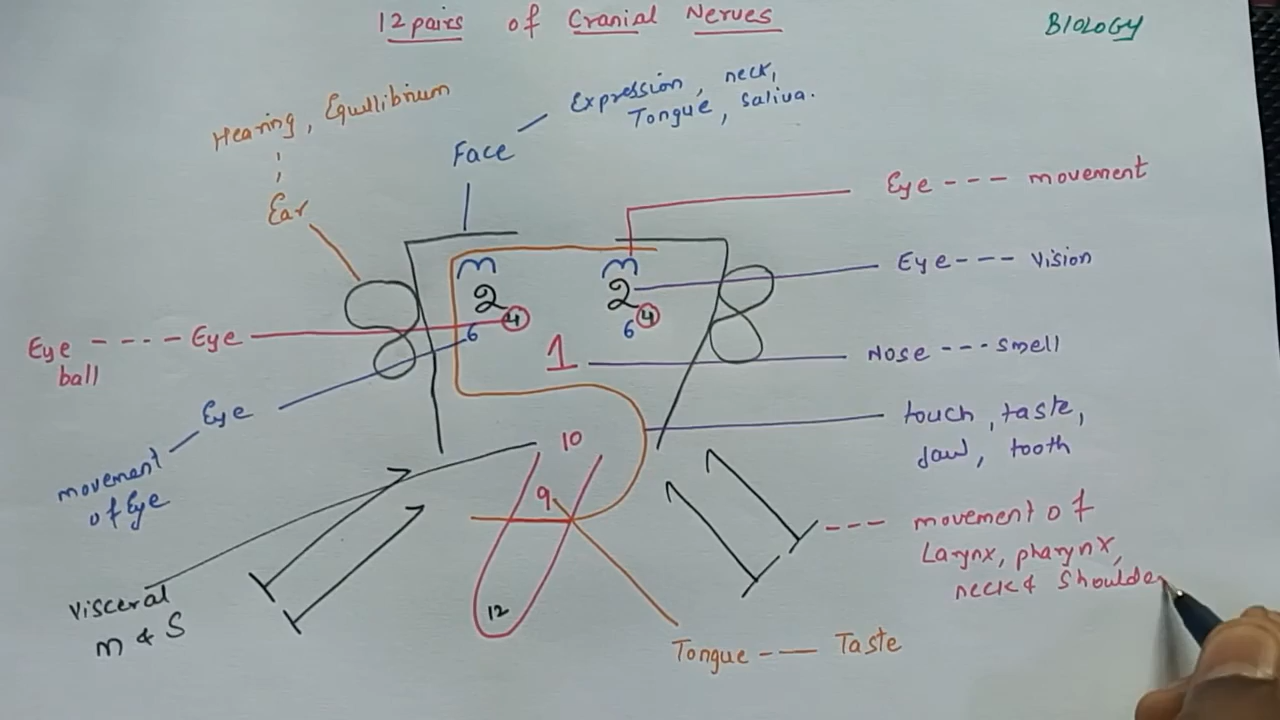 12 pairs of Cranial Nerves
BIOLOGY
Hearing, Equilibrium
Ear
Face
Expression, neck,
Tongue, saliva.
Eye --- movement
Eye --- Vision
Nose --- smell
touch, taste,
Jaw, tooth
movement of
Larynx, pharynx,
neck & Shoulder
Tongue -- Taste
Eye ---- Eye
ball
Eye
movement
of Eye
Visceral
m & S
m
2
4
6
m
2
4
6
1
10
9
12